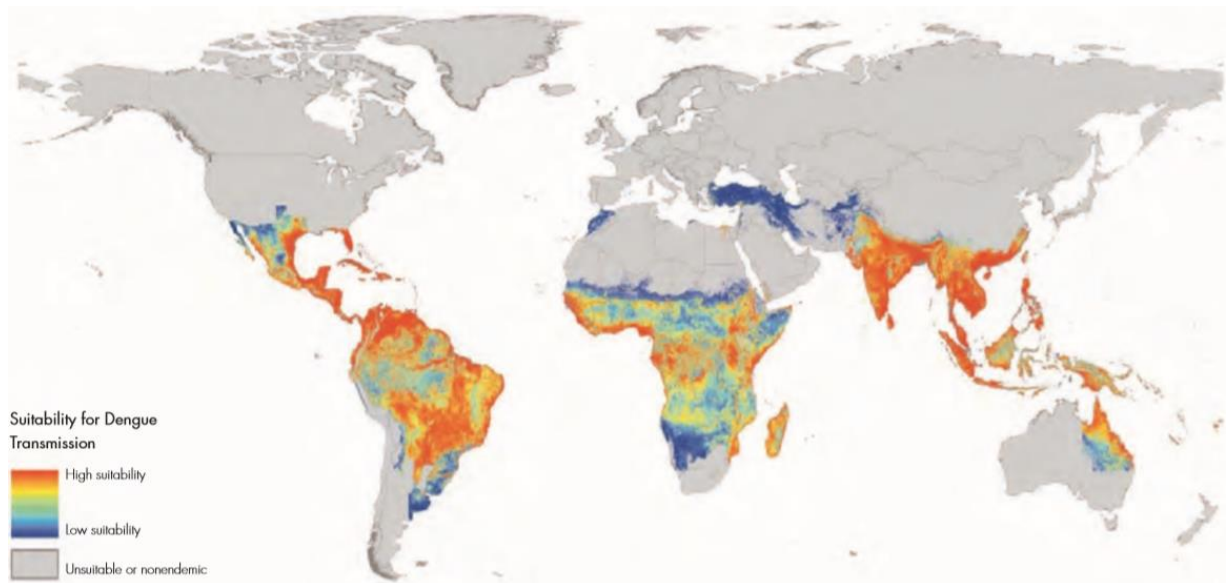 Suitability for Dengue
Transmission
High suitability
Low suitability
Unsuitable or nonendemic